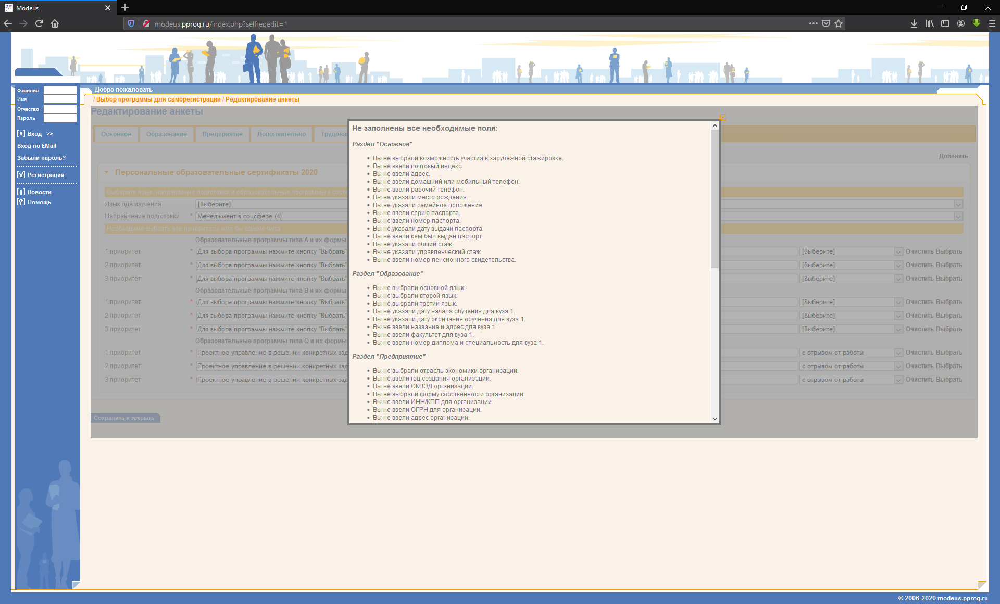 Modeus
modeus.pprog.ru/index.php?selfregedit=1
Фамилия
Имя
Отчество
Пароль
[•] Вход >>
Вход по EMail
Забыли пароль?
Регистрация
[i] Новости
[?] Помощь
Добро пожаловать
/ Выбор программы для саморегистрации / Редактирование анкеты
Редактирование анкеты
Основное Образование Предприятие Дополнительно
Добавить
Персональные образовательные сертификаты 2020
Выберите язык, направление подготовки и образовательные программы в
Язык для изучения [Выберите]
Направление подготовки * Менеджмент в соцсфере (4)
Необходимо выбрать все приоритеты хотя бы одного типа
Образовательные программы типа A и их формы
1 приоритет * Для выбора программы нажмите кнопку "Выбрать" [Выберите] Очистить Выбрать
2 приоритет * Для выбора программы нажмите кнопку "Выбрать" [Выберите] Очистить Выбрать
3 приоритет * Для выбора программы нажмите кнопку "Выбрать" [Выберите] Очистить Выбрать
Образовательные программы типа B и их формы
1 приоритет * Для выбора программы нажмите кнопку "Выбрать" [Выберите] Очистить Выбрать
2 приоритет * Для выбора программы нажмите кнопку "Выбрать" [Выберите] Очистить Выбрать
3 приоритет * Для выбора программы нажмите кнопку "Выбрать" [Выберите] Очистить Выбрать
Образовательные программы типа Q и их формы
1 приоритет * Проектное управление в решении конкретных зад с отрывом от работы Очистить Выбрать
2 приоритет * Проектное управление в решении конкретных зад с отрывом от работы Очистить Выбрать
3 приоритет * Проектное управление в решении конкретных зад с отрывом от работы Очистить Выбрать
Сохранить и закрыть
Не заполнены все необходимые поля:
Раздел "Основное"
• Вы не выбрали возможность участия в зарубежной стажировке.
• Вы не ввели почтовый индекс.
• Вы не ввели адрес.
• Вы не ввели домашний или мобильный телефон.
• Вы не ввели рабочий телефон.
• Вы не указали место рождения.
• Вы не указали семейное положение.
• Вы не ввели серию паспорта.
• Вы не ввели номер паспорта.
• Вы не указали дату выдачи паспорта.
• Вы не ввели кем был выдан паспорт.
• Вы не указали общий стаж.
• Вы не указали управленческий стаж.
• Вы не ввели номер пенсионного свидетельства.
Раздел "Образование"
• Вы не выбрали основной язык.
• Вы не выбрали второй язык.
• Вы не выбрали третий язык.
• Вы не указали дату начала обучения для вуза 1.
• Вы не указали дату окончания обучения для вуза 1.
• Вы не ввели название и адрес для вуза 1.
• Вы не ввели факультет для вуза 1.
• Вы не ввели номер диплома и специальность для вуза 1.
Раздел "Предприятие"
• Вы не выбрали отрасль экономики организации.
• Вы не ввели год создания организации.
• Вы не ввели ОКВЭД организации.
• Вы не выбрали форму собственности организации.
• Вы не ввели ИНН/КПП для организации.
• Вы не ввели ОГРН для организации.
• Вы не ввели адрес организации.
© 2006-2020 modeus.pprog.ru